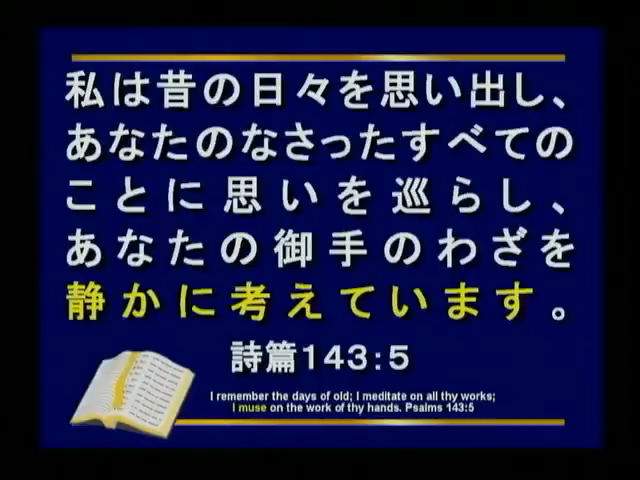 私は昔の日々を思い出し、
あなたのなさったすべての
ことに思いを巡らし、
あなたの御手のわざを
静かに考えています。
詩篇143:5
I remember the days of old; I meditate on all thy works;
I muse on the work of thy hands. Psalms 143:5